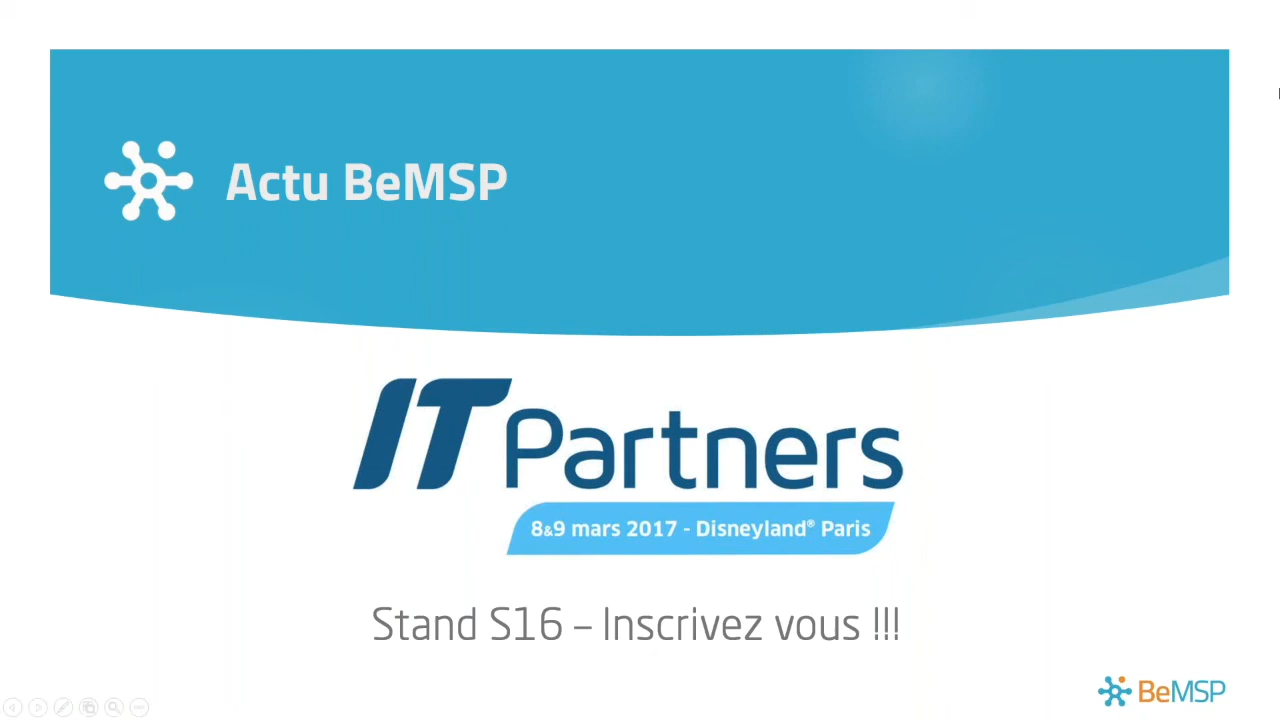 Actu BeMSP
IT Partners
8&9 mars 2017 - Disneyland® Paris
Stand S16 – Inscrivez vous !!!
BeMSP